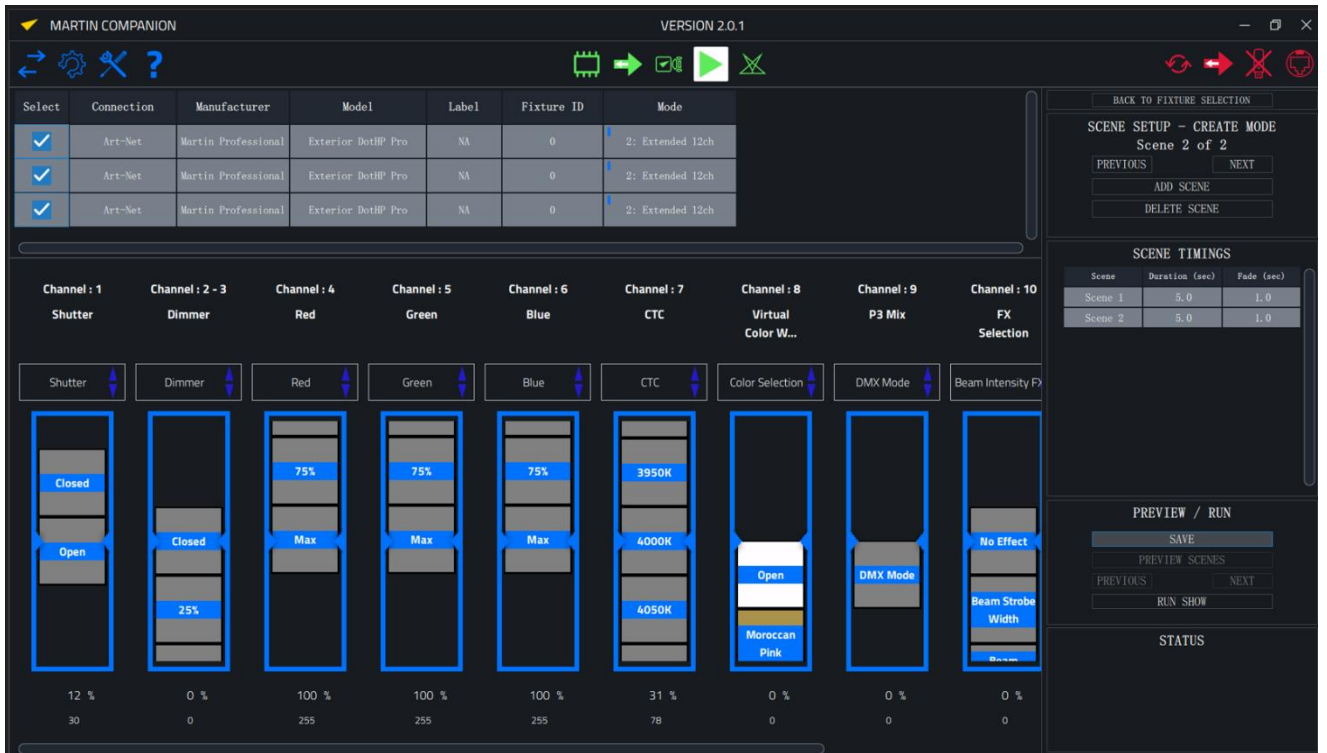 MARTIN COMPANION
VERSION 2.0.1
Select Connection Manufacturer Model Label Fixture ID Mode
Art-Net Martin Professional Exterior DotHP Pro NA 0 2: Extended 12ch
Art-Net Martin Professional Exterior DotHP Pro NA 0 2: Extended 12ch
Art-Net Martin Professional Exterior DotHP Pro NA 0 2: Extended 12ch
BACK TO FIXTURE SELECTION
SCENE SETUP - CREATE MODE
Scene 2 of 2
PREVIOUS NEXT
ADD SCENE
DELETE SCENE
SCENE TIMINGS
Scene Duration (sec) Fade (sec)
Scene 1 5.0 1.0
Scene 2 5.0 1.0
PREVIEW / RUN
SAVE
PREVIEW SCENES
PREVIOUS NEXT
RUN SHOW
STATUS
Channel : 1
Shutter
Shutter
Closed
Open
12 %
30
Channel : 2 - 3
Dimmer
Dimmer
Closed
25%
0 %
0
Channel : 4
Red
Red
75%
Max
100 %
255
Channel : 5
Green
Green
75%
Max
100 %
255
Channel : 6
Blue
Blue
75%
Max
100 %
255
Channel : 7
CTC
CTC
3950K
4000K
4050K
31 %
78
Channel : 8
Virtual
Color W...
Color Selection
Open
Moroccan
Pink
0 %
0
Channel : 9
P3 Mix
DMX Mode
DMX Mode
0 %
0
Channel : 10
FX
Selection
Beam Intensity FX
No Effect
Beam Strobe
Width
Beam
0 %
0